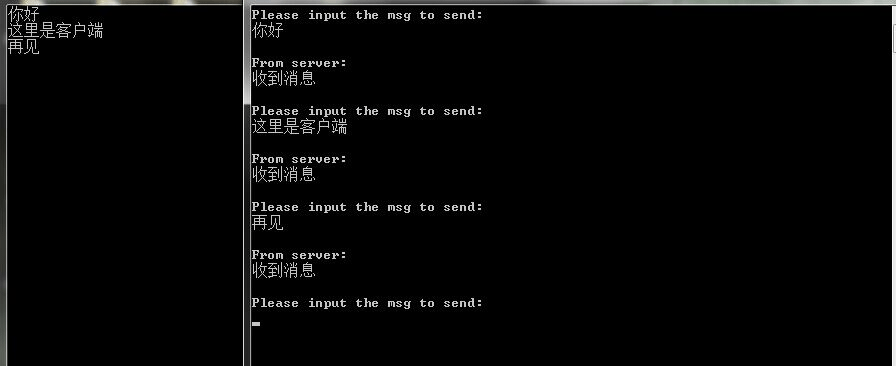 你好
这里是客户端
再见
Please input the msg to send:
你好
From server:
收到消息
Please input the msg to send:
这里是客户端
From server:
收到消息
Please input the msg to send:
再见
From server:
收到消息
Please input the msg to send: